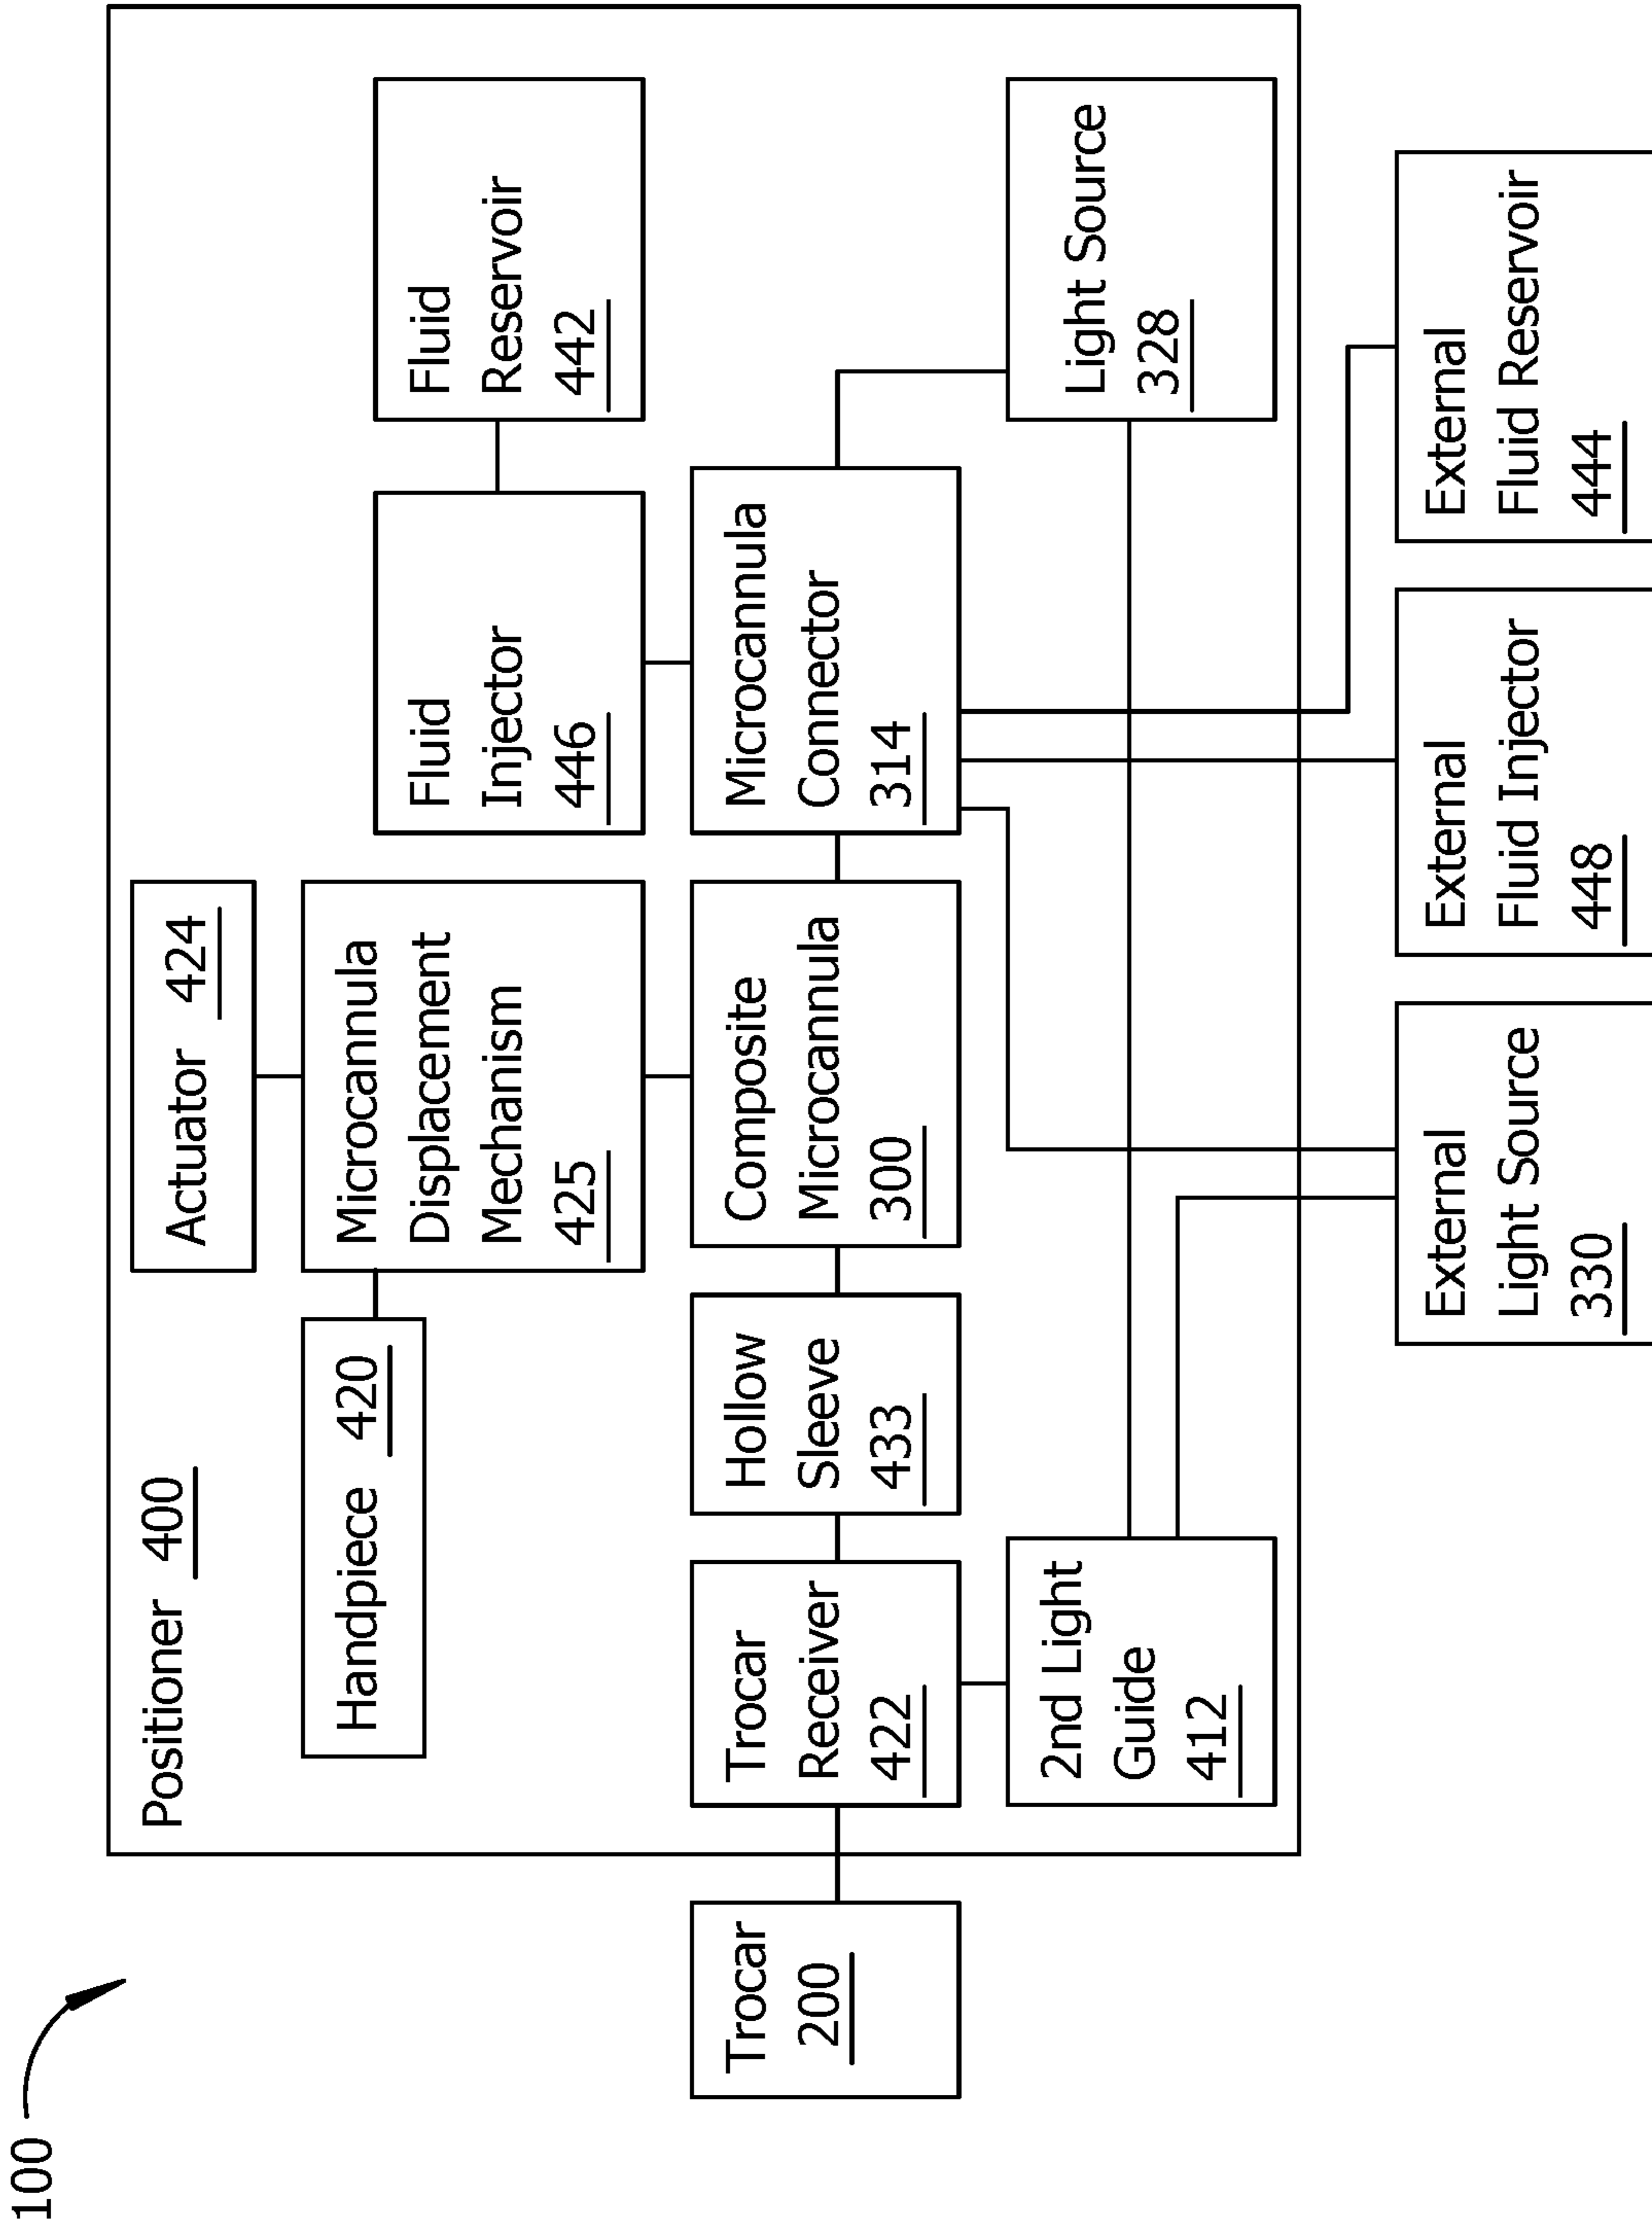 100
Positioner 400
Actuator 424
Handpiece 420
Microcannula
Displacement
Mechanism
425
Fluid
Injector
446
Fluid
Reservoir
442
Trocar
200
Trocar
Receiver
422
Hollow
Sleeve
433
Composite
Microcannula
300
Microcannula
Connector
314
2nd Light
Guide
412
Light Source
328
External
Light Source
330
External
Fluid Injector
448
External
Fluid Reservoir
444